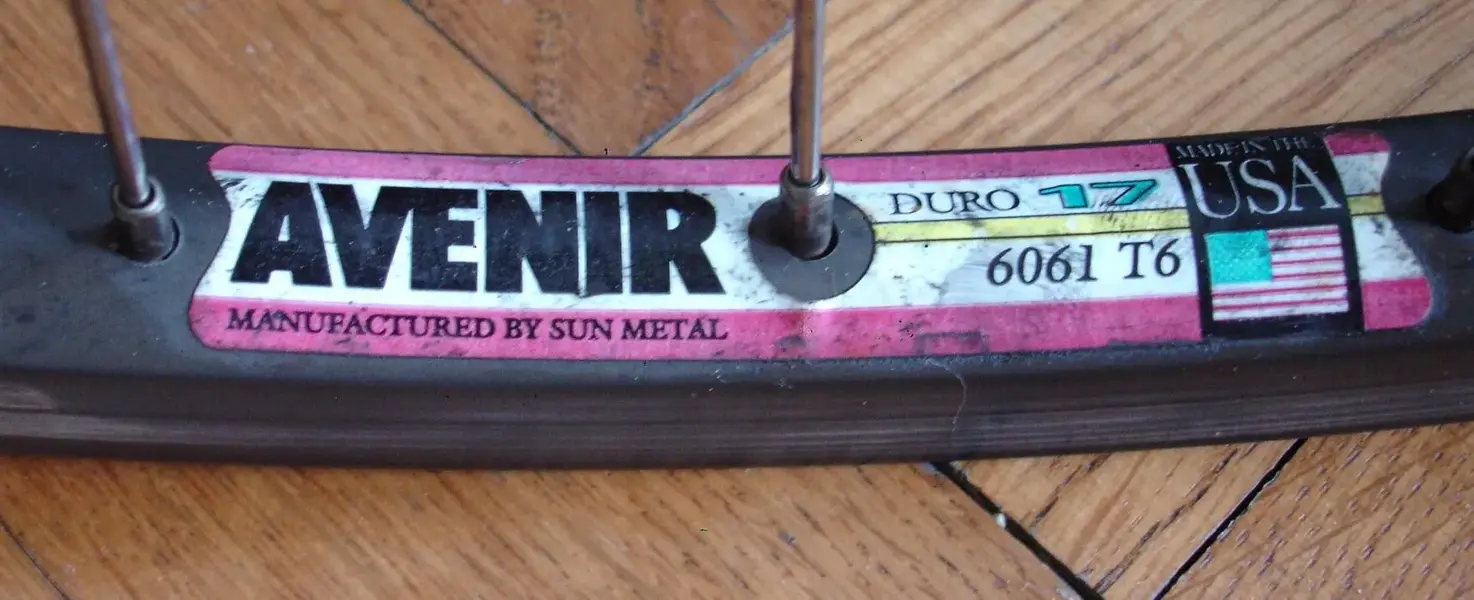 AVENIR
MANUFACTURED BY SUN METAL
DURO 17
6061 T6
MADE IN THE
USA